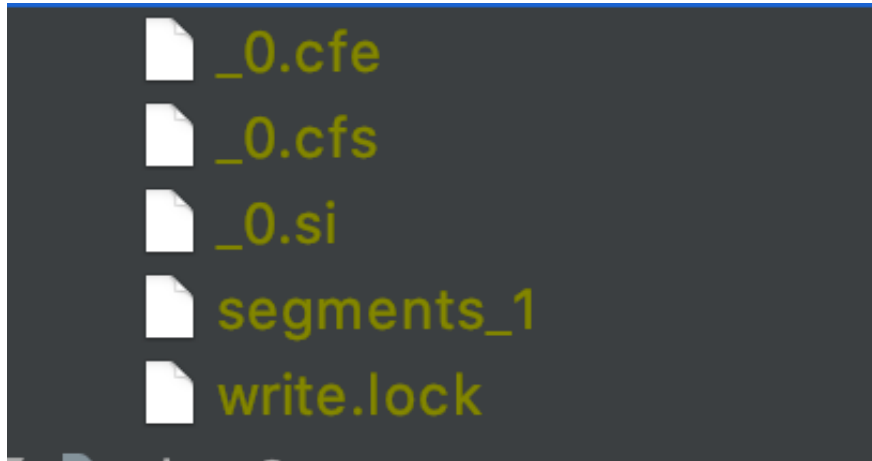 _0.cfe
_0.cfs
_0.si
segments_1
write.lock